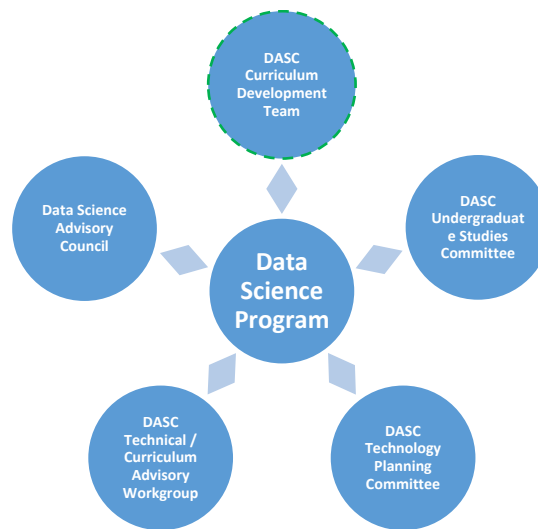 DASC
Curriculum
Development
Team
Data Science
Advisory
Council
DASC
Undergraduat
e Studies
Committee
Data
Science
Program
DASC
Technical /
Curriculum
Advisory
Workgroup
DASC
Technology
Planning
Committee